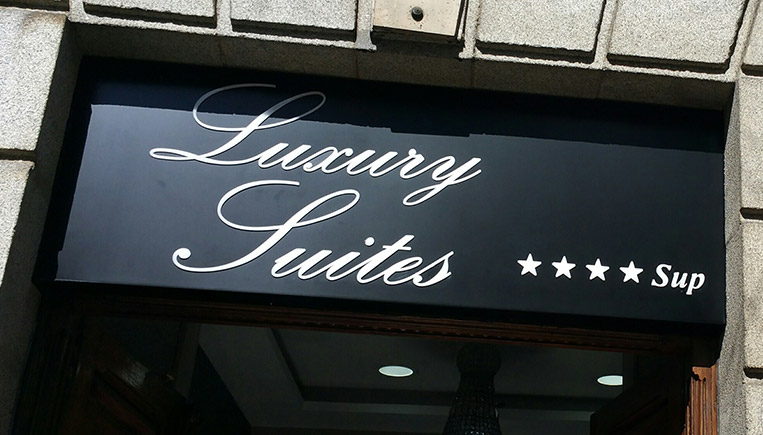 Luxury
Suites
★★★★ Sup